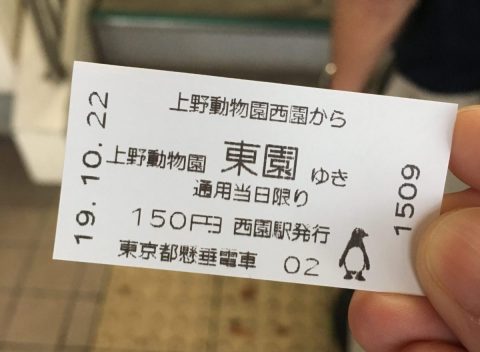 19.10.22
上野動物園西園から
上野動物園 東園 ゆき
通用当日限り
150円ヨ 西園駅発行
東京都懸垂電車 02
1509